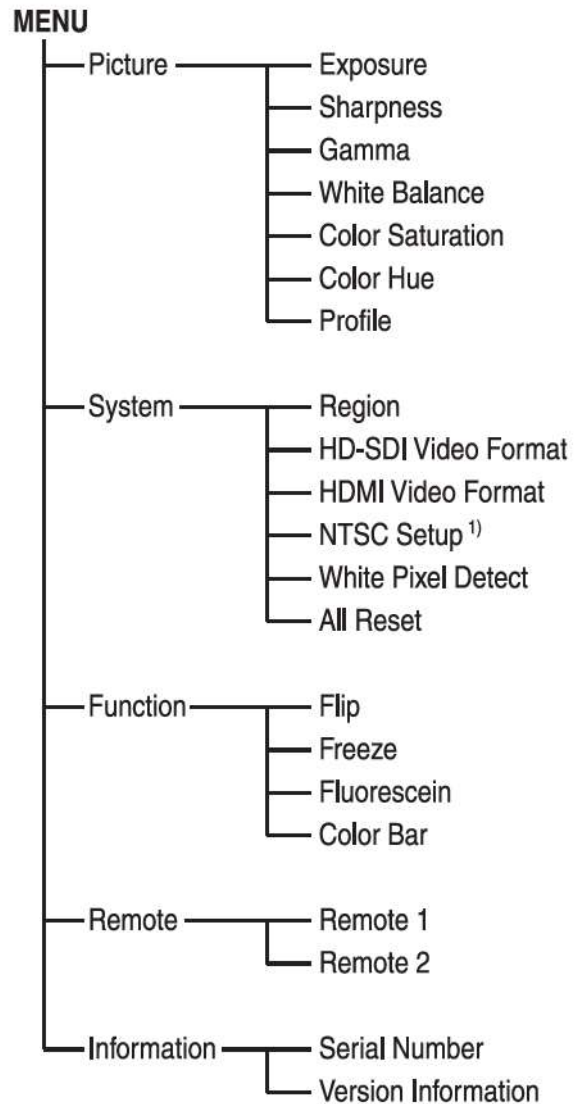 MENU
Picture Exposure
Sharpness
Gamma
White Balance
Color Saturation
Color Hue
Profile
System Region
HD-SDI Video Format
HDMI Video Format
NTSC Setup 1)
White Pixel Detect
All Reset
Function Flip
Freeze
Fluorescein
Color Bar
Remote Remote 1
Remote 2
Information Serial Number
Version Information